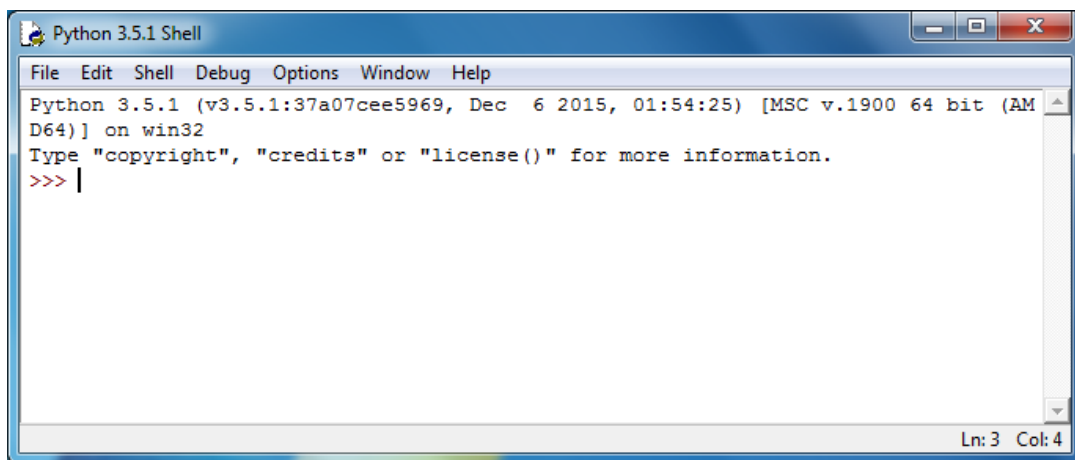 Python 3.5.1 Shell
File Edit Shell Debug Options Window Help
Python 3.5.1 (v3.5.1:37a07cee5969, Dec  6 2015, 01:54:25) [MSC v.1900 64 bit (AM
D64)] on win32
Type "copyright", "credits" or "license()" for more information.
>>>
Ln: 3 Col: 4